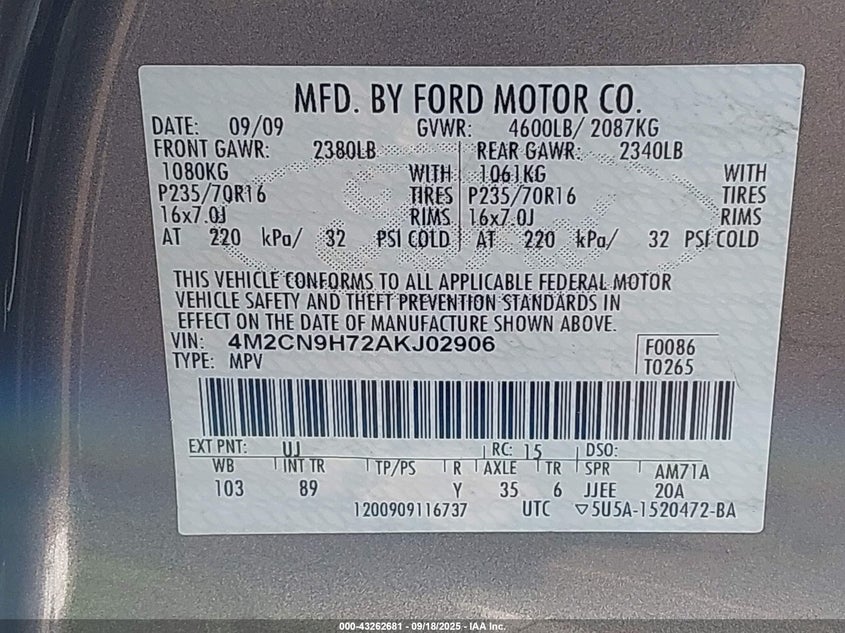 MFD. BY FORD MOTOR CO.
DATE: 09/09 GVWR: 4600LB/ 2087KG
FRONT GAWR: 2380LB REAR GAWR: 2340LB
1080KG WITH 1061KG WITH
P235/70R16 TIRES P235/70R16 TIRES
16x7.0J RIMS 16x7.0J RIMS
AT 220 kPa/ 32 PSI COLD AT 220 kPa/ 32 PSI COLD
THIS VEHICLE CONFORMS TO ALL APPLICABLE FEDERAL MOTOR
VEHICLE SAFETY AND THEFT PREVENTION STANDARDS IN
EFFECT ON THE DATE OF MANUFACTURE SHOWN ABOVE.
VIN: 4M2CN9H72AKJ02906 F0086
TYPE: MPV T0265
EXT PNT: UJ RC: 15 DSO:
WB INT TR TP/PS R AXLE TR SPR AM71A
103 89 Y 35 6 JJEE 20A
1200909116737 UTC ▽5U5A-1520472-BA
000-43262681 - 09/18/2025 - IAA Inc.